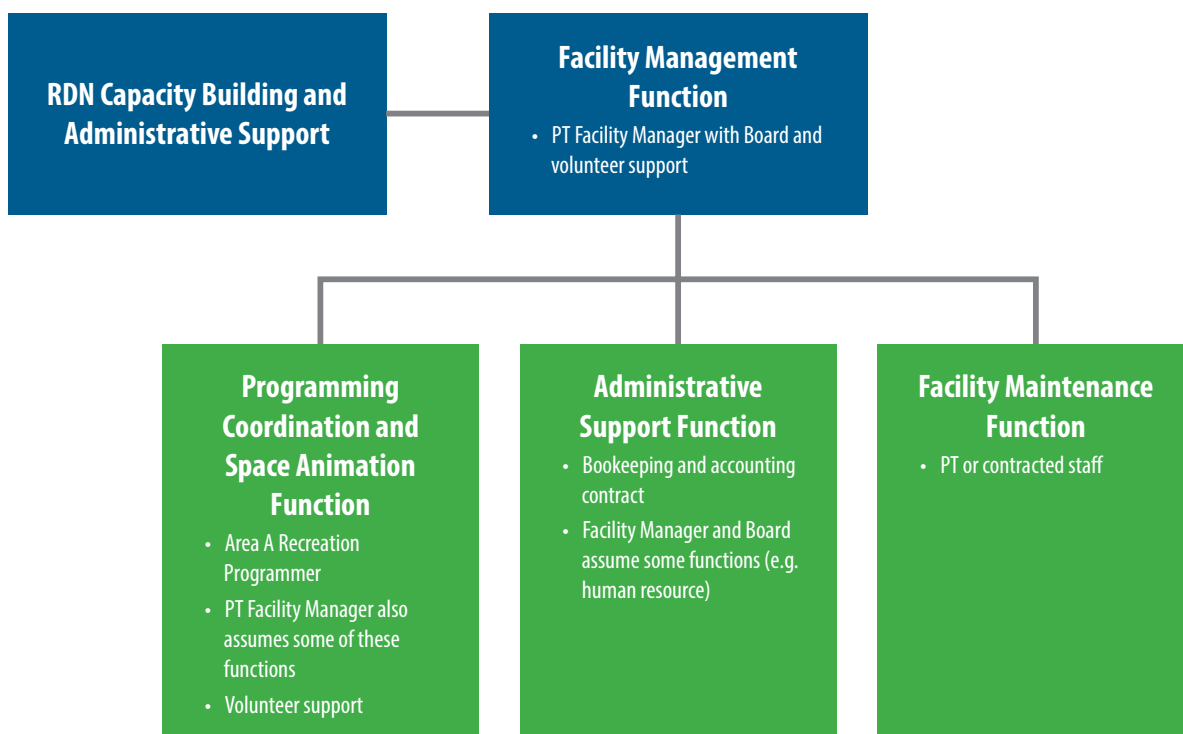 RDN Capacity Building and
Administrative Support
Facility Management
Function
• PT Facility Manager with Board and
volunteer support
Programming
Coordination and
Space Animation
Function
• Area A Recreation
Programmer
• PT Facility Manager also
assumes some of these
functions
• Volunteer support
Administrative
Support Function
• Bookeeping and accounting
contract
• Facility Manager and Board
assume some functions (e.g.
human resource)
Facility Maintenance
Function
• PT or contracted staff